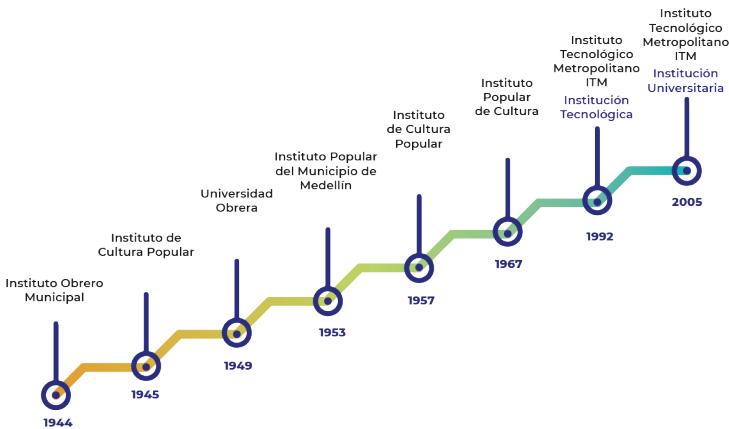 Instituto Obrero
Municipal
1944
Instituto de
Cultura Popular
1945
Universidad
Obrera
1949
Instituto Popular
del Municipio de
Medellín
1953
Instituto
de Cultura
Popular
1957
Instituto
Popular
de Cultura
1967
Instituto
Tecnológico
Metropolitano
ITM
Institución
Tecnológica
1992
Instituto
Tecnológico
Metropolitano
ITM
Institución
Universitaria
2005